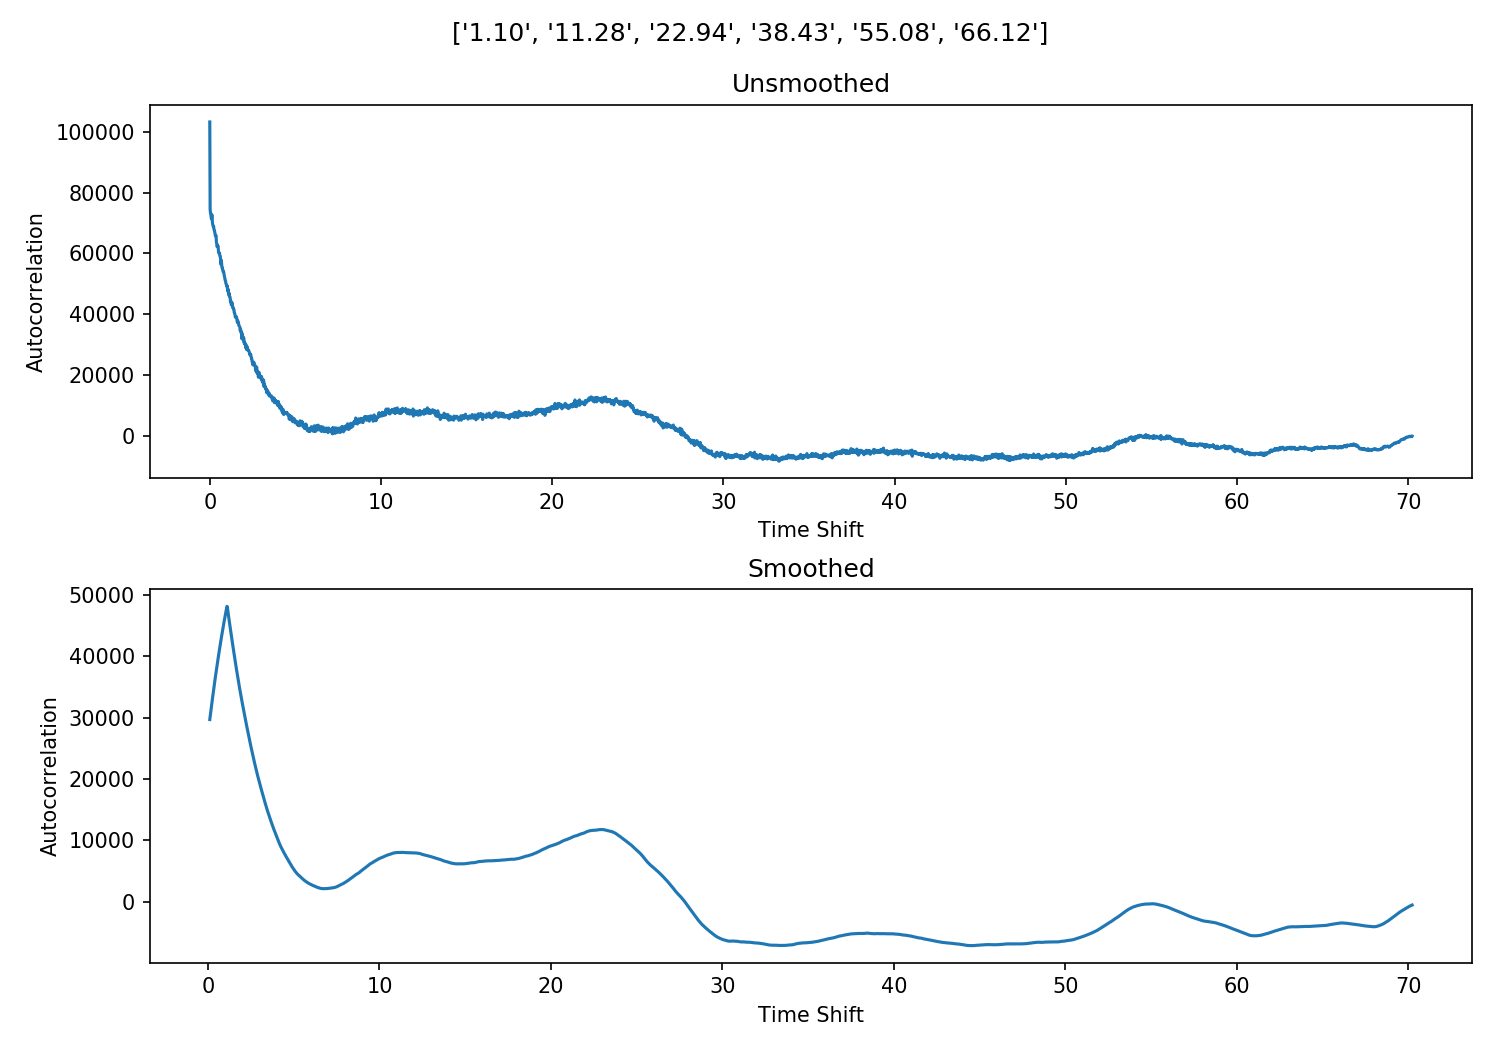 ['1.10', '11.28', '22.94', '38.43', '55.08', '66.12']
Unsmoothed
100000
80000
60000
40000
20000
0
Autocorrelation
0 10 20 30 40 50 60 70
Time Shift
Smoothed
50000
40000
30000
20000
10000
0
Autocorrelation
0 10 20 30 40 50 60 70
Time Shift